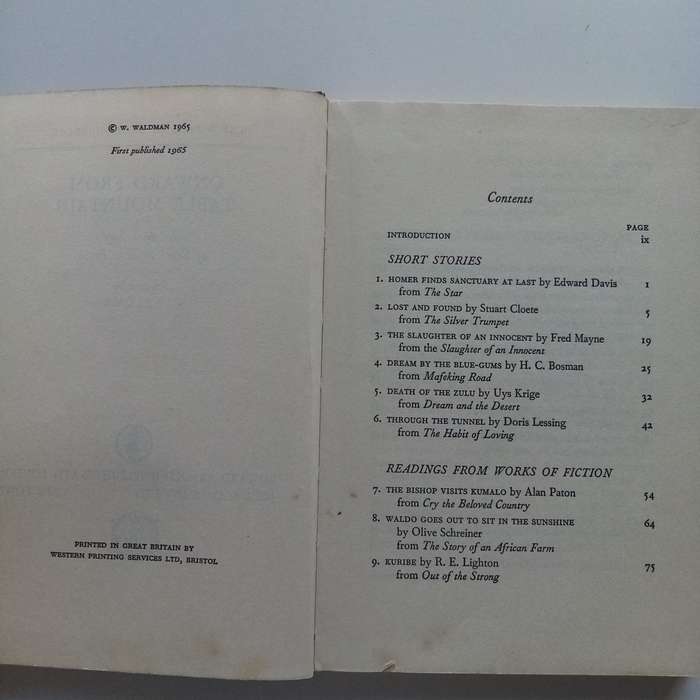 © W. WALDMAN 1965
First published 1965
PRINTED IN GREAT BRITAIN BY
WESTERN PRINTING SERVICES LTD, BRISTOL
Contents
PAGE
INTRODUCTION ix
SHORT STORIES
1. HOMER FINDS SANCTUARY AT LAST by Edward Davis 1
from The Star
2. LOST AND FOUND by Stuart Cloete 5
from The Silver Trumpet
3. THE SLAUGHTER OF AN INNOCENT by Fred Mayne 19
from the Slaughter of an Innocent
4. DREAM BY THE BLUE-GUMS by H. C. Bosman 25
from Mafeking Road
5. DEATH OF THE ZULU by Uys Krige 32
from Dream and the Desert
6. THROUGH THE TUNNEL by Doris Lessing 42
from The Habit of Loving
READINGS FROM WORKS OF FICTION
7. THE BISHOP VISITS KUMALO by Alan Paton 54
from Cry the Beloved Country
8. WALDO GOES OUT TO SIT IN THE SUNSHINE 64
by Olive Schreiner
from The Story of an African Farm
9. KURIBE by R. E. Lighton 75
from Out of the Strong